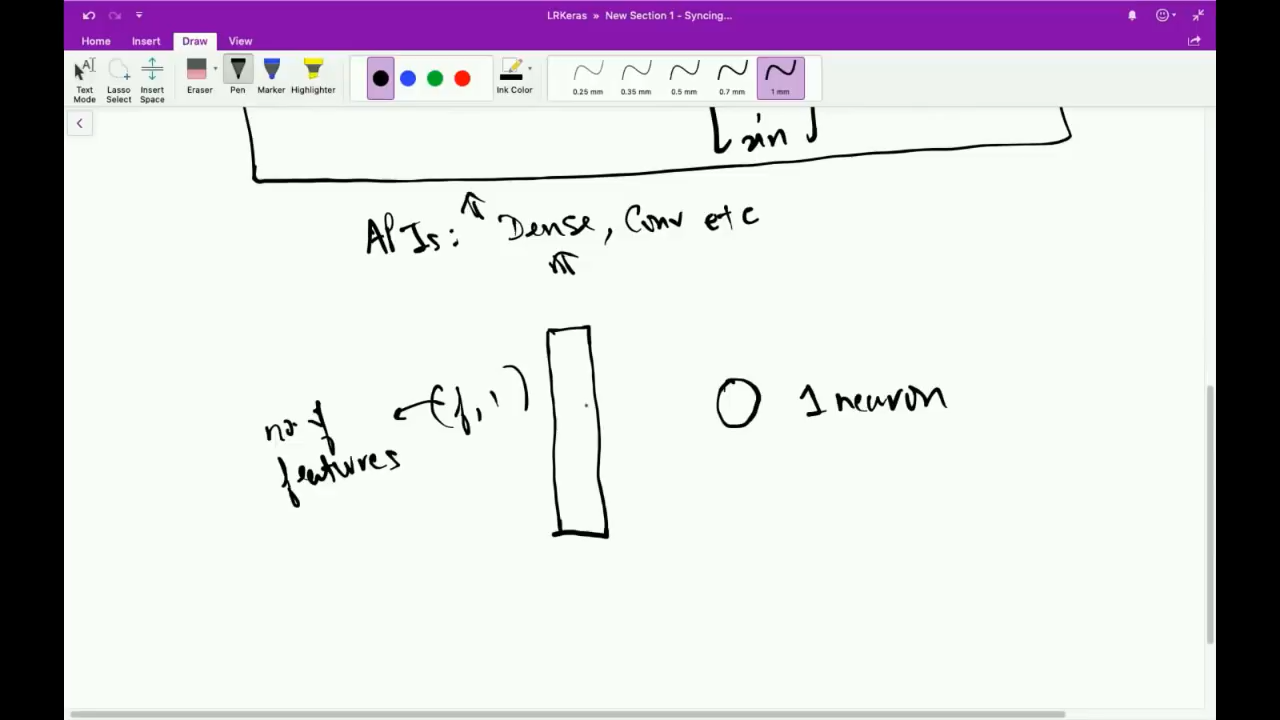 LRKeras » New Section 1 - Syncing...
Home Insert Draw View
Text Mode Lasso Select Insert Space Eraser Pen Marker Highlighter Ink Color 0.25 mm 0.35 mm 0.5 mm 0.7 mm 1 mm
xin
APIs: Dense, Conv etc
no of (f, 1)
features
1 neuron